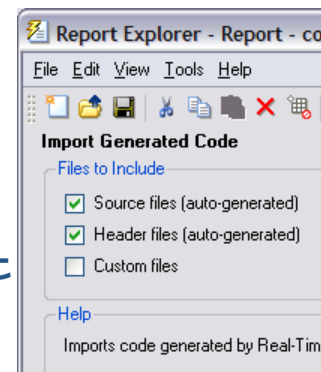 Report Explorer - Report - co
File Edit View Tools Help
Import Generated Code
Files to Include
Source files (auto-generated)
Header files (auto-generated)
Custom files
Help
Imports code generated by Real-Tim